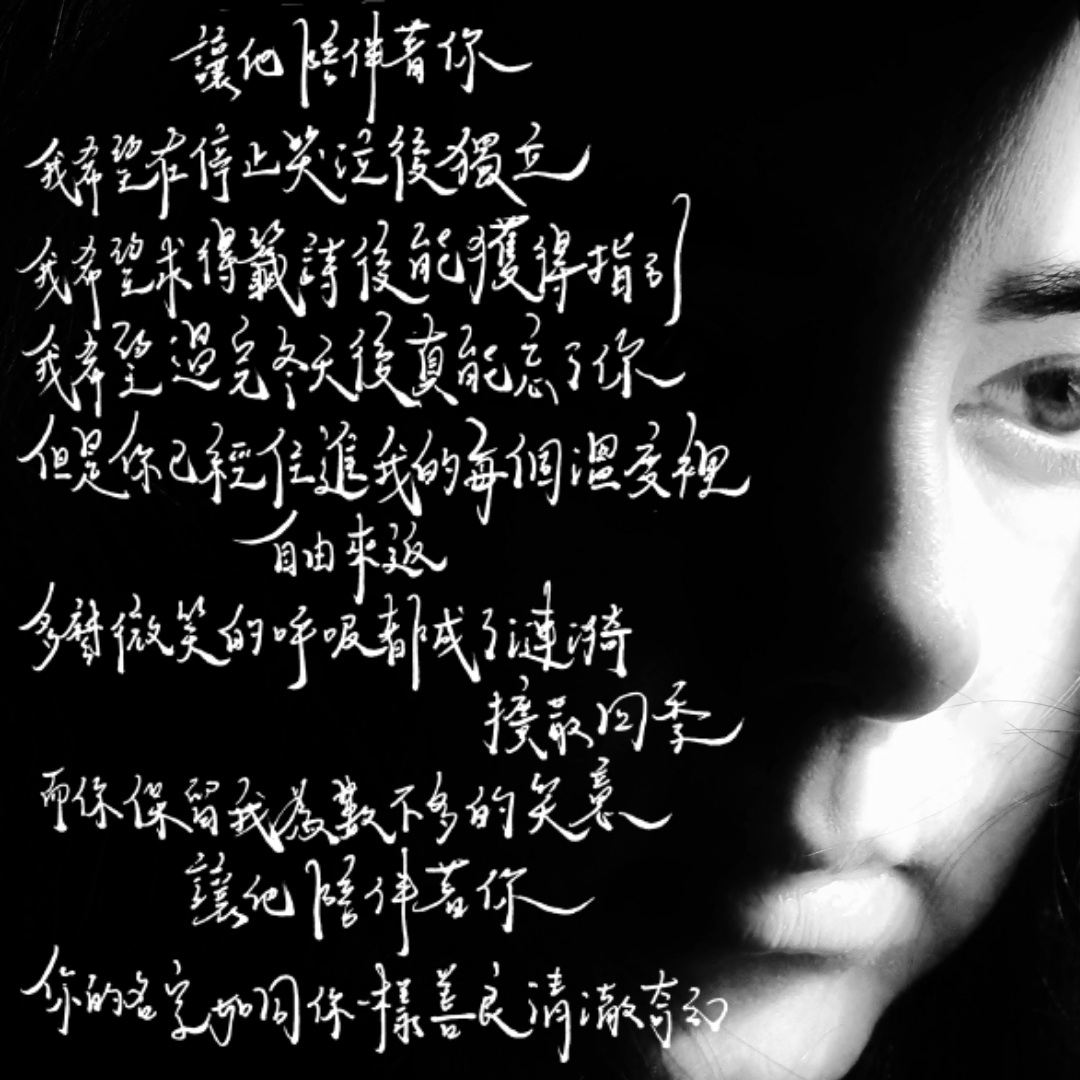 讓他陪伴著你
我希望在停止哭泣後獨立
我希望求得籤詩後能獲得指引
我希望過完冬天後真能忘了你
但是你已經住進我的每個溫度裡
自由來返
多麼微笑的呼吸都成了漣漪
擴散四季
而你保留我為數不多的笑意
讓他陪伴著你
你的名字如同你一樣善良清澈奇幻